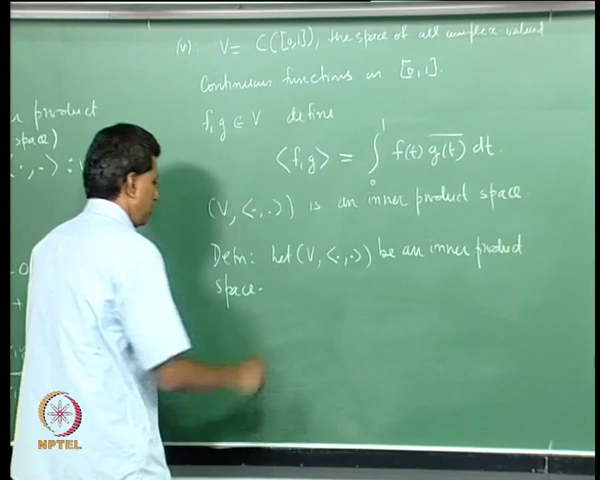 (v): V = C([0,1]), the space of all complex-valued
continuous functions on [0,1].
f,g ∈ V define
⟨f,g⟩ = ∫₀¹ f(t) \overline{g(t)} dt.
(V, ⟨·,·⟩) is an inner product space.
Defn: Let (V, ⟨·,·⟩) be an inner product
space.
product
space)
⟨·,·⟩ : V
NPTEL